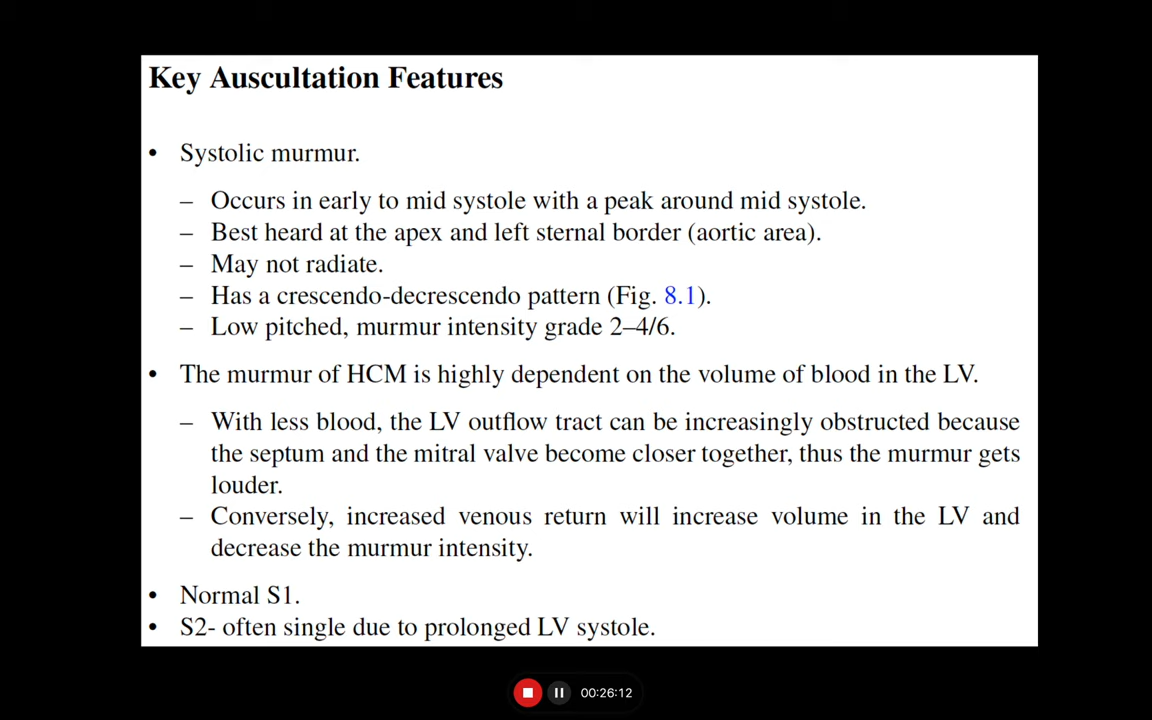 Key Auscultation Features
• Systolic murmur.
– Occurs in early to mid systole with a peak around mid systole.
– Best heard at the apex and left sternal border (aortic area).
– May not radiate.
– Has a crescendo-decrescendo pattern (Fig. 8.1).
– Low pitched, murmur intensity grade 2–4/6.
• The murmur of HCM is highly dependent on the volume of blood in the LV.
– With less blood, the LV outflow tract can be increasingly obstructed because
the septum and the mitral valve become closer together, thus the murmur gets
louder.
– Conversely, increased venous return will increase volume in the LV and
decrease the murmur intensity.
• Normal S1.
• S2- often single due to prolonged LV systole.
00:26:12